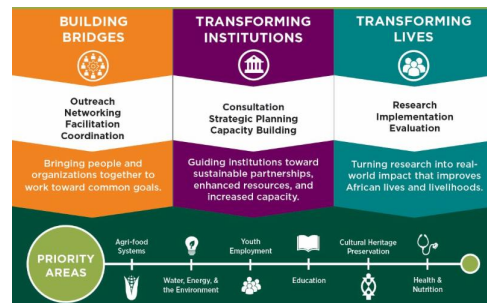 BUILDING
BRIDGES
Outreach
Networking
Facilitation
Coordination
Bringing people and
organizations together to
work toward common goals.
TRANSFORMING
INSTITUTIONS
Consultation
Strategic Planning
Capacity Building
Guiding institutions toward
sustainable partnerships,
enhanced resources, and
increased capacity.
TRANSFORMING
LIVES
Research
Implementation
Evaluation
Turning research into real-
world impact that improves
African lives and livelihoods.
PRIORITY
AREAS
Agri-food
Systems
Water, Energy, &
the Environment
Youth
Employment
Education
Cultural Heritage
Preservation
Health &
Nutrition